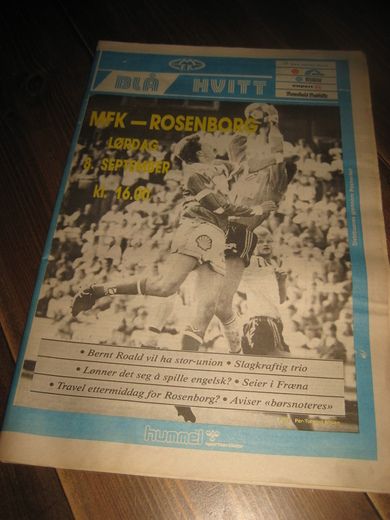 BLÅ HVITT
MFK — ROSENBORG
LØRDAG
3. SEPTEMBER
kl. 16.00
• Bernt Roald vil ha stor-union • Slagkraftig trio
• Lønner det seg å spille engelsk? • Seier i Fræna
• Travel ettermiddag for Rosenborg? • Aviser «børsnoteres»
hummel